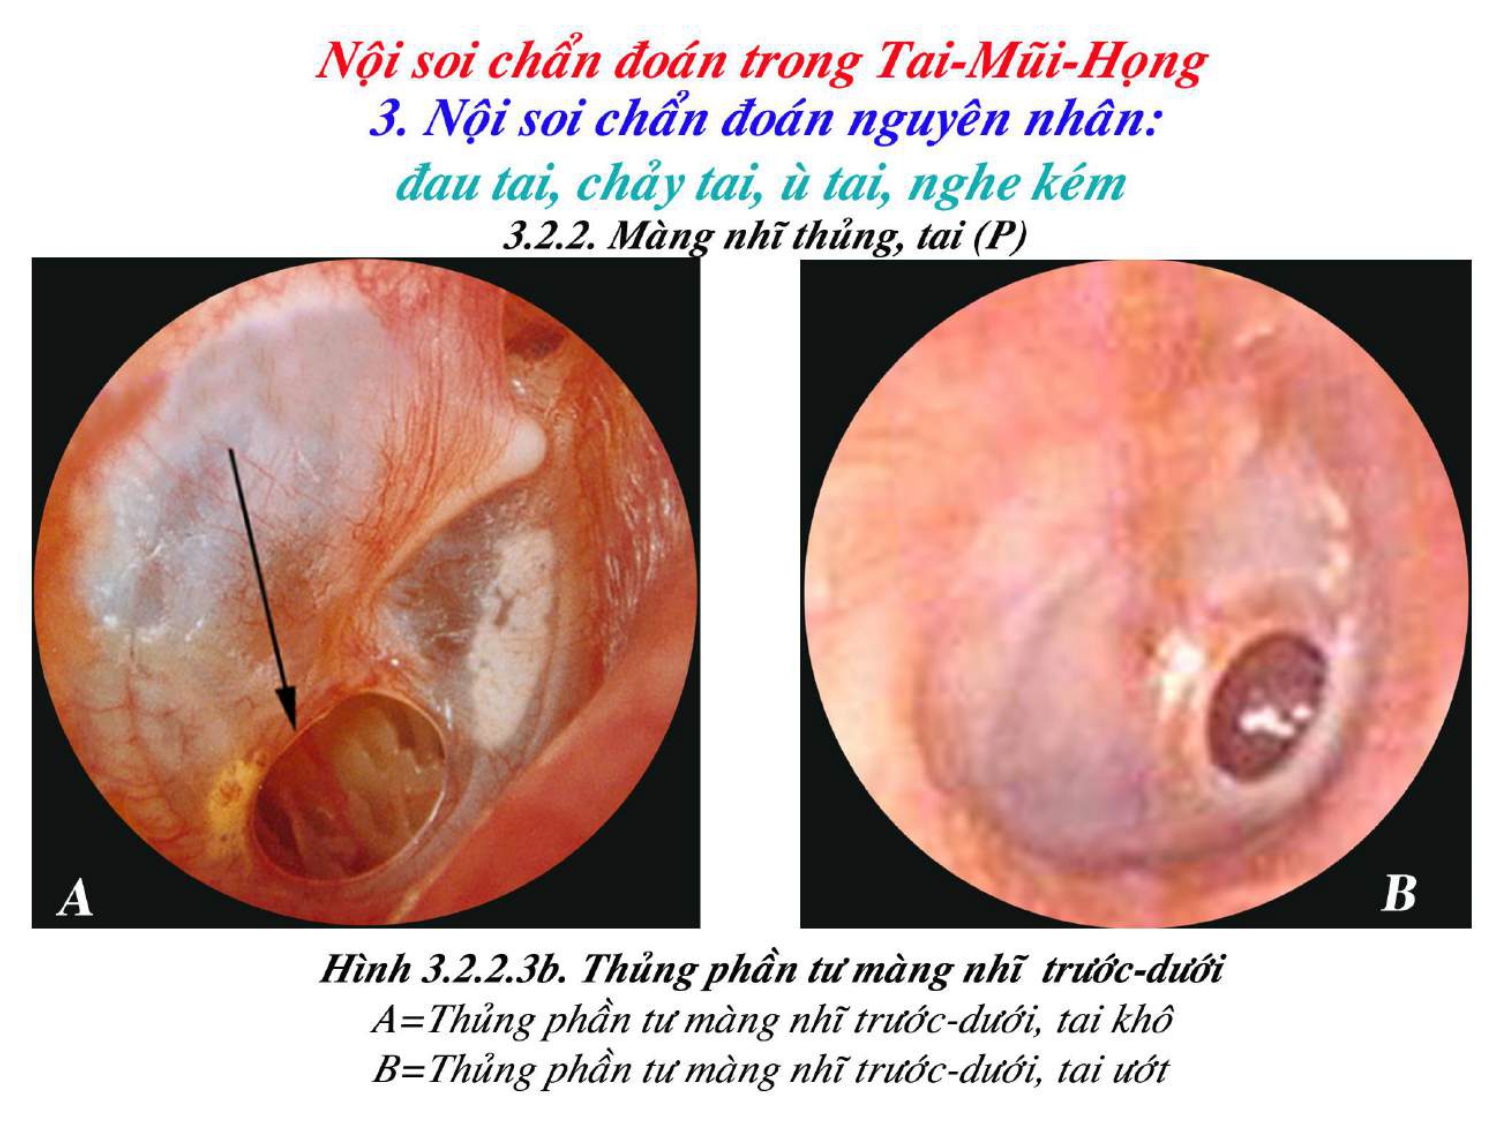 Nội soi chẩn đoán trong Tai-Mũi-Họng
3. Nội soi chẩn đoán nguyên nhân:
đau tai, chảy tai, ù tai, nghe kém
3.2.2. Màng nhĩ thủng, tai (P)
A
B
Hình 3.2.2.3b. Thủng phần tư màng nhĩ trước-dưới
A=Thủng phần tư màng nhĩ trước-dưới, tai khô
B=Thủng phần tư màng nhĩ trước-dưới, tai ướt